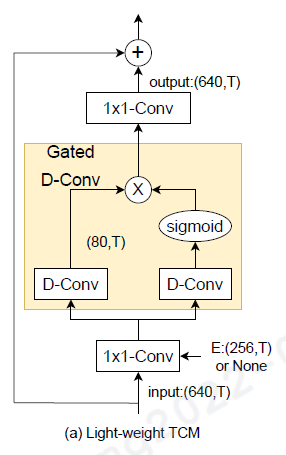 +
output:(640,T)
1x1-Conv
Gated
D-Conv
X
sigmoid
(80,T)
D-Conv
D-Conv
1x1-Conv
E:(256,T)
or None
input:(640,T)
(a) Light-weight TCM